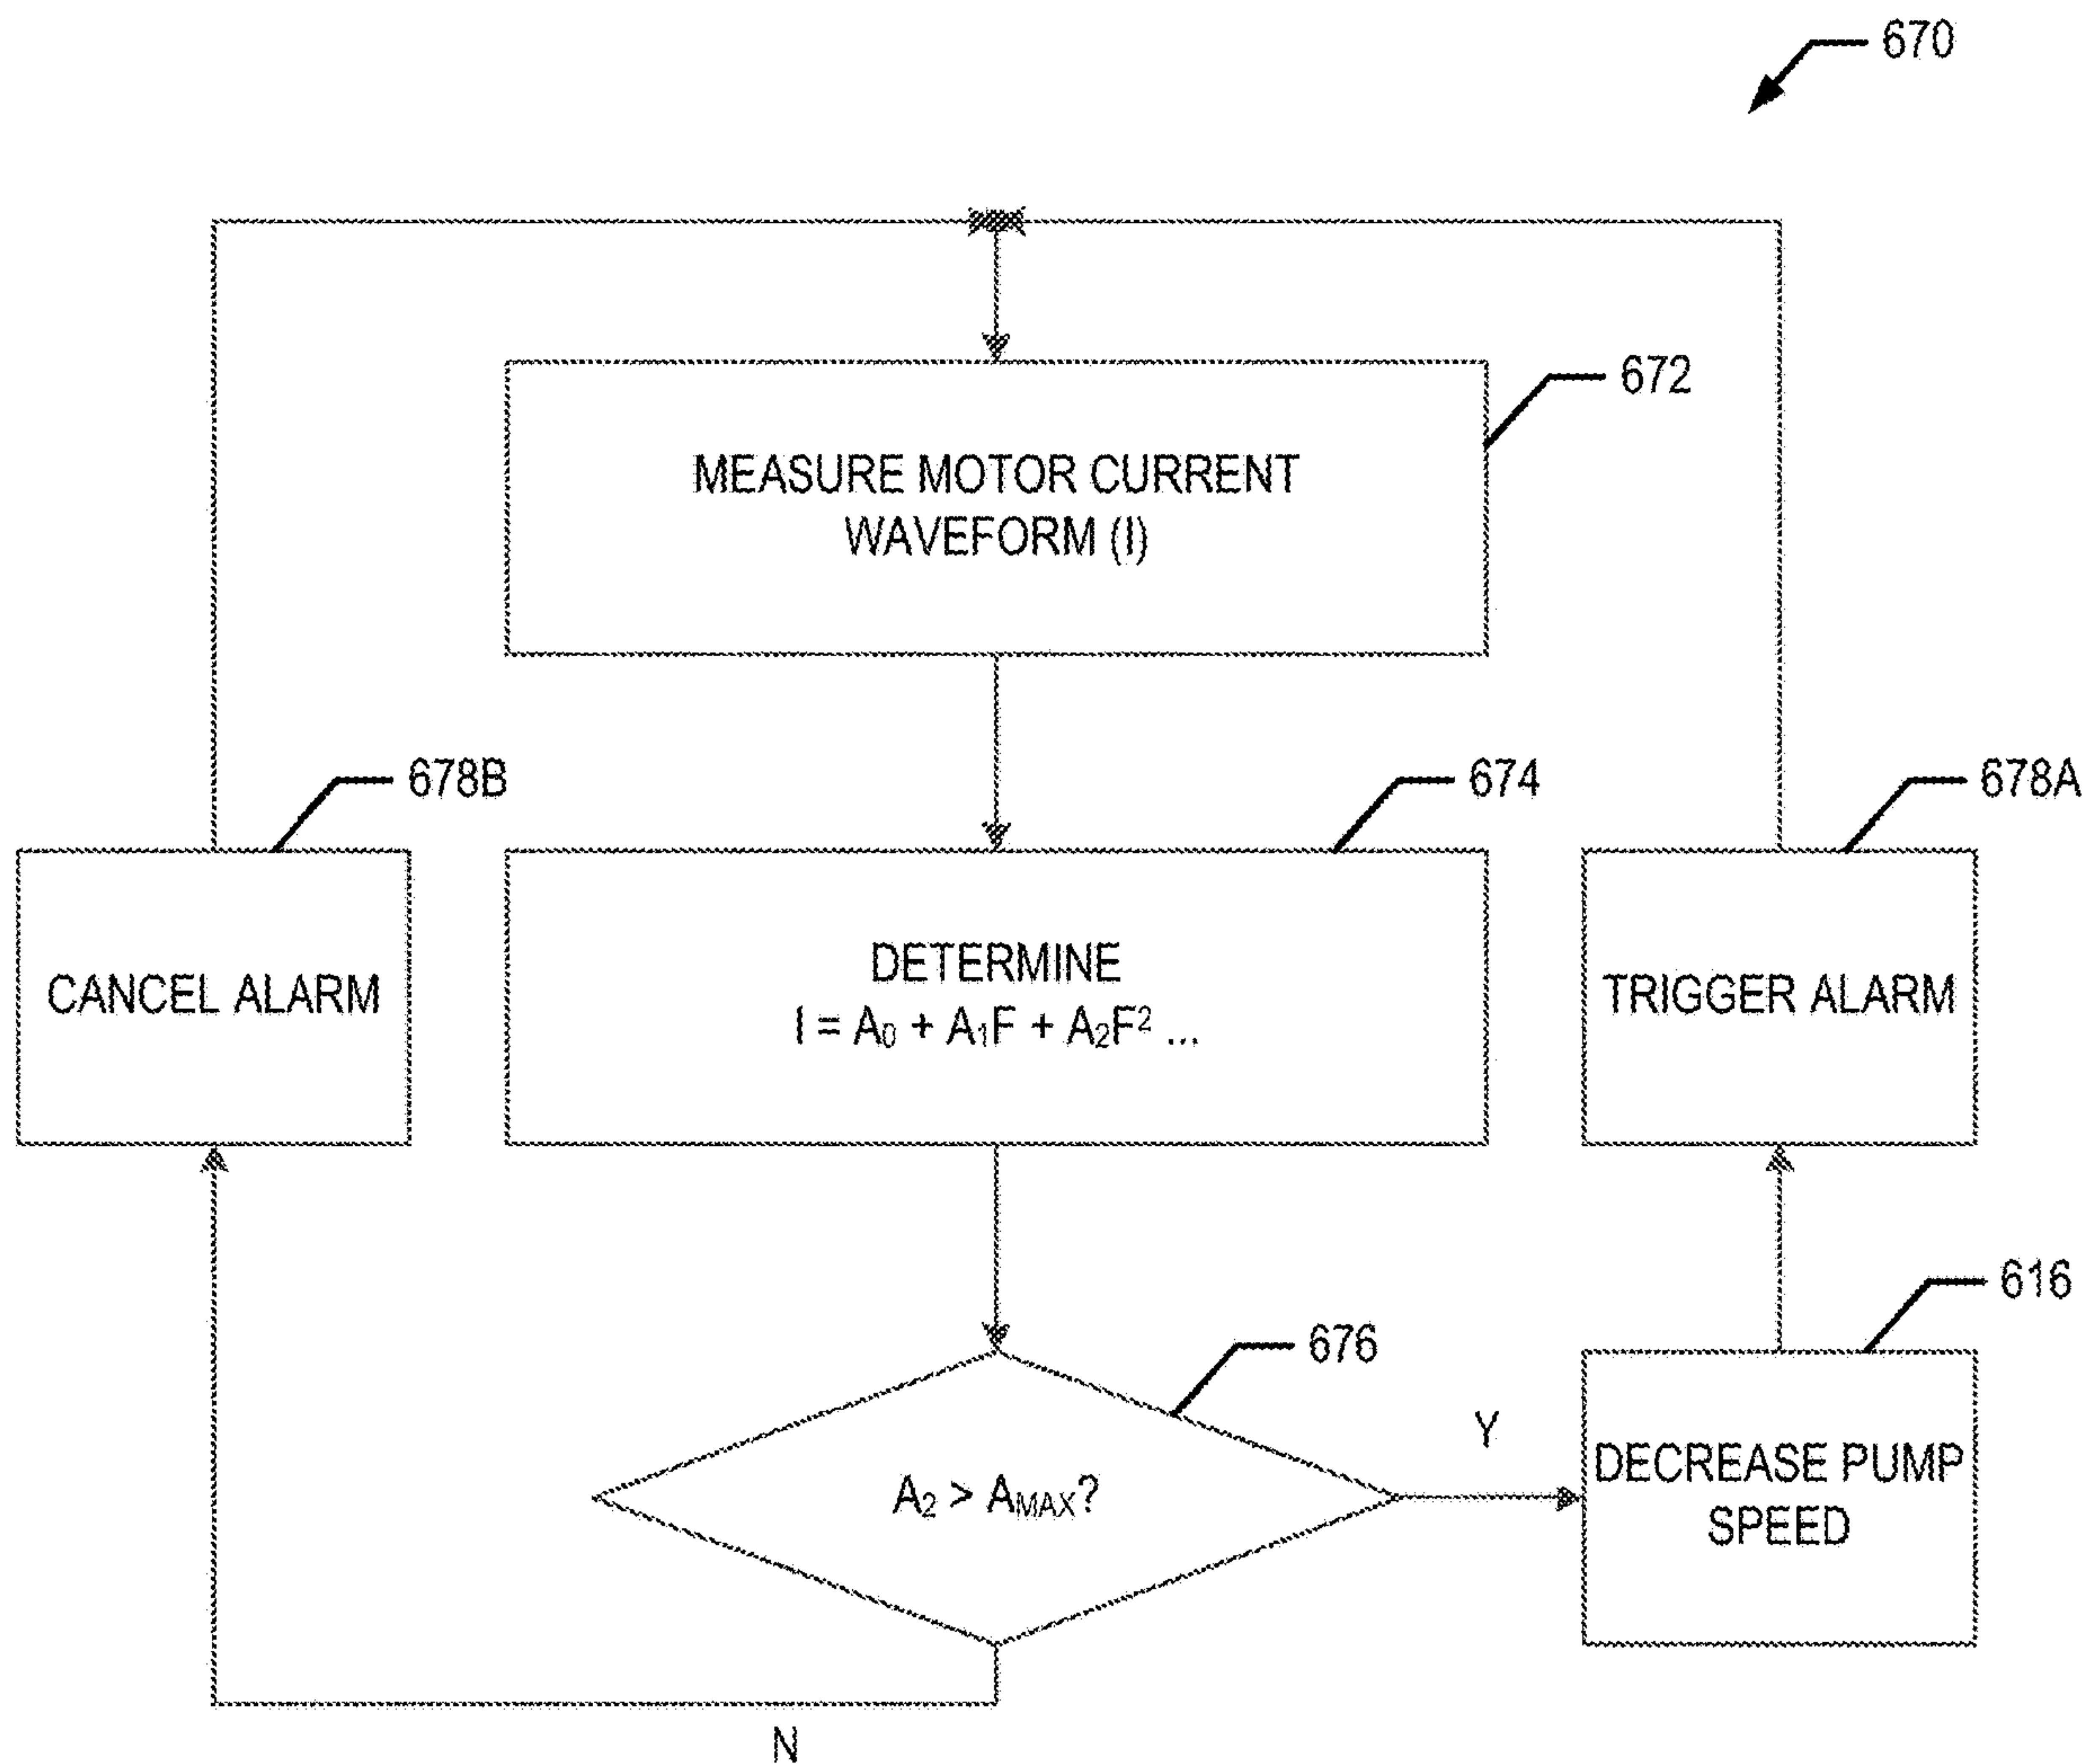 670
672
MEASURE MOTOR CURRENT
WAVEFORM (I)
678B
674
678A
CANCEL ALARM
DETERMINE
I = A₀ + A₁F + A₂F² ...
TRIGGER ALARM
616
676
Y
DECREASE PUMP
SPEED
A₂ > A_MAX?
N